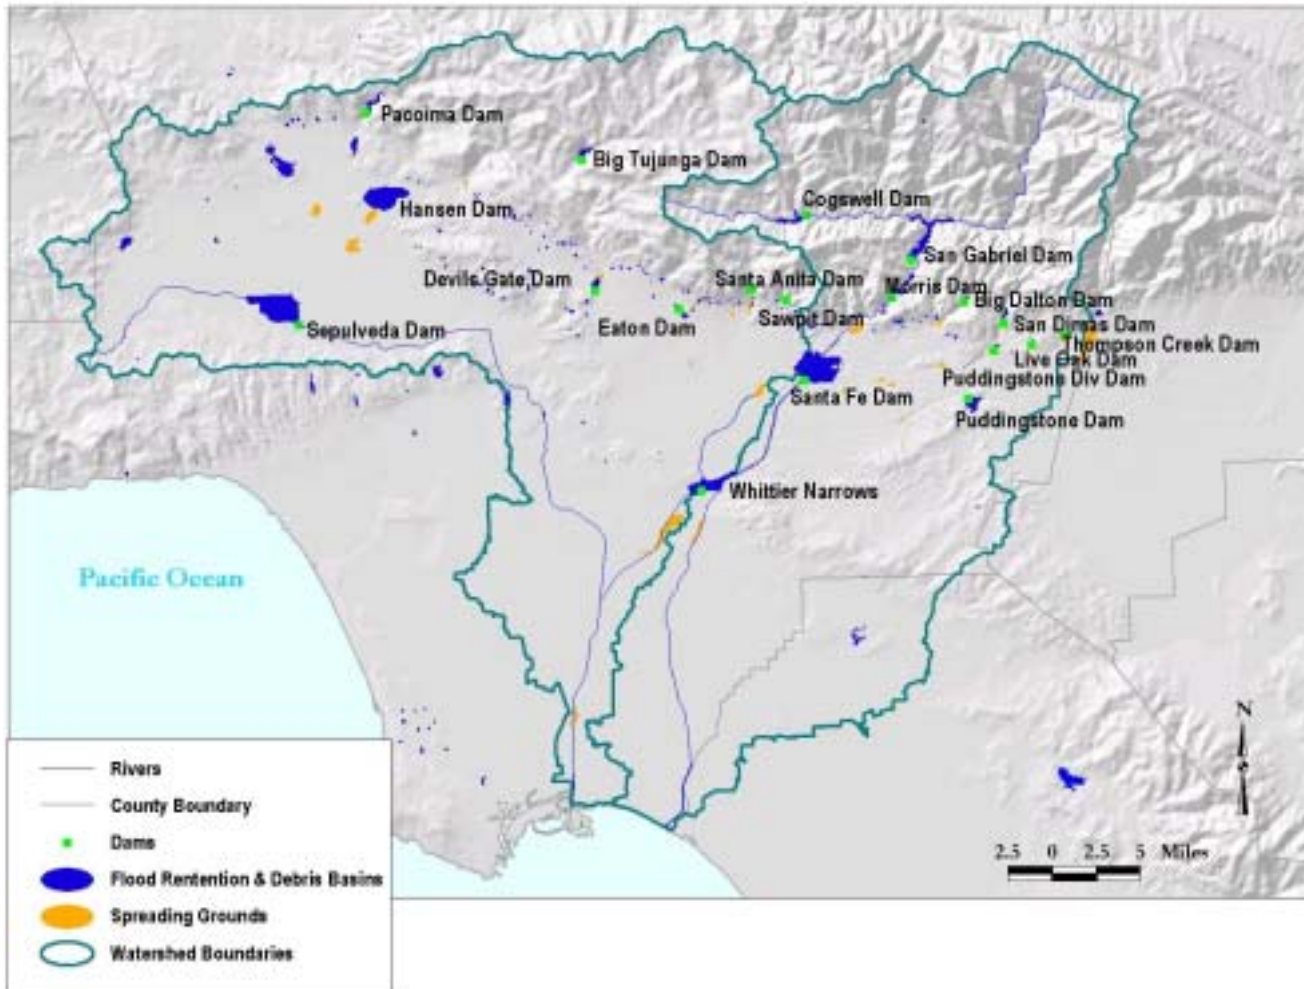 Pacoima Dam
Big Tujunga Dam
Cogswell Dam
Hansen Dam
San Gabriel Dam
Devils Gate Dam
Santa Anita Dam
Morris Dam
Big Dalton Dam
Eaton Dam
Sawpit Dam
San Dimas Dam
Sepulveda Dam
Thompson Creek Dam
Live Oak Dam
Puddingstone Div Dam
Santa Fe Dam
Puddingstone Dam
Whittier Narrows
Pacific Ocean
N
Rivers
County Boundary
Dams
Flood Rentention & Debris Basins
Spreading Grounds
Watershed Boundaries
2.5 0 2.5 5 Miles